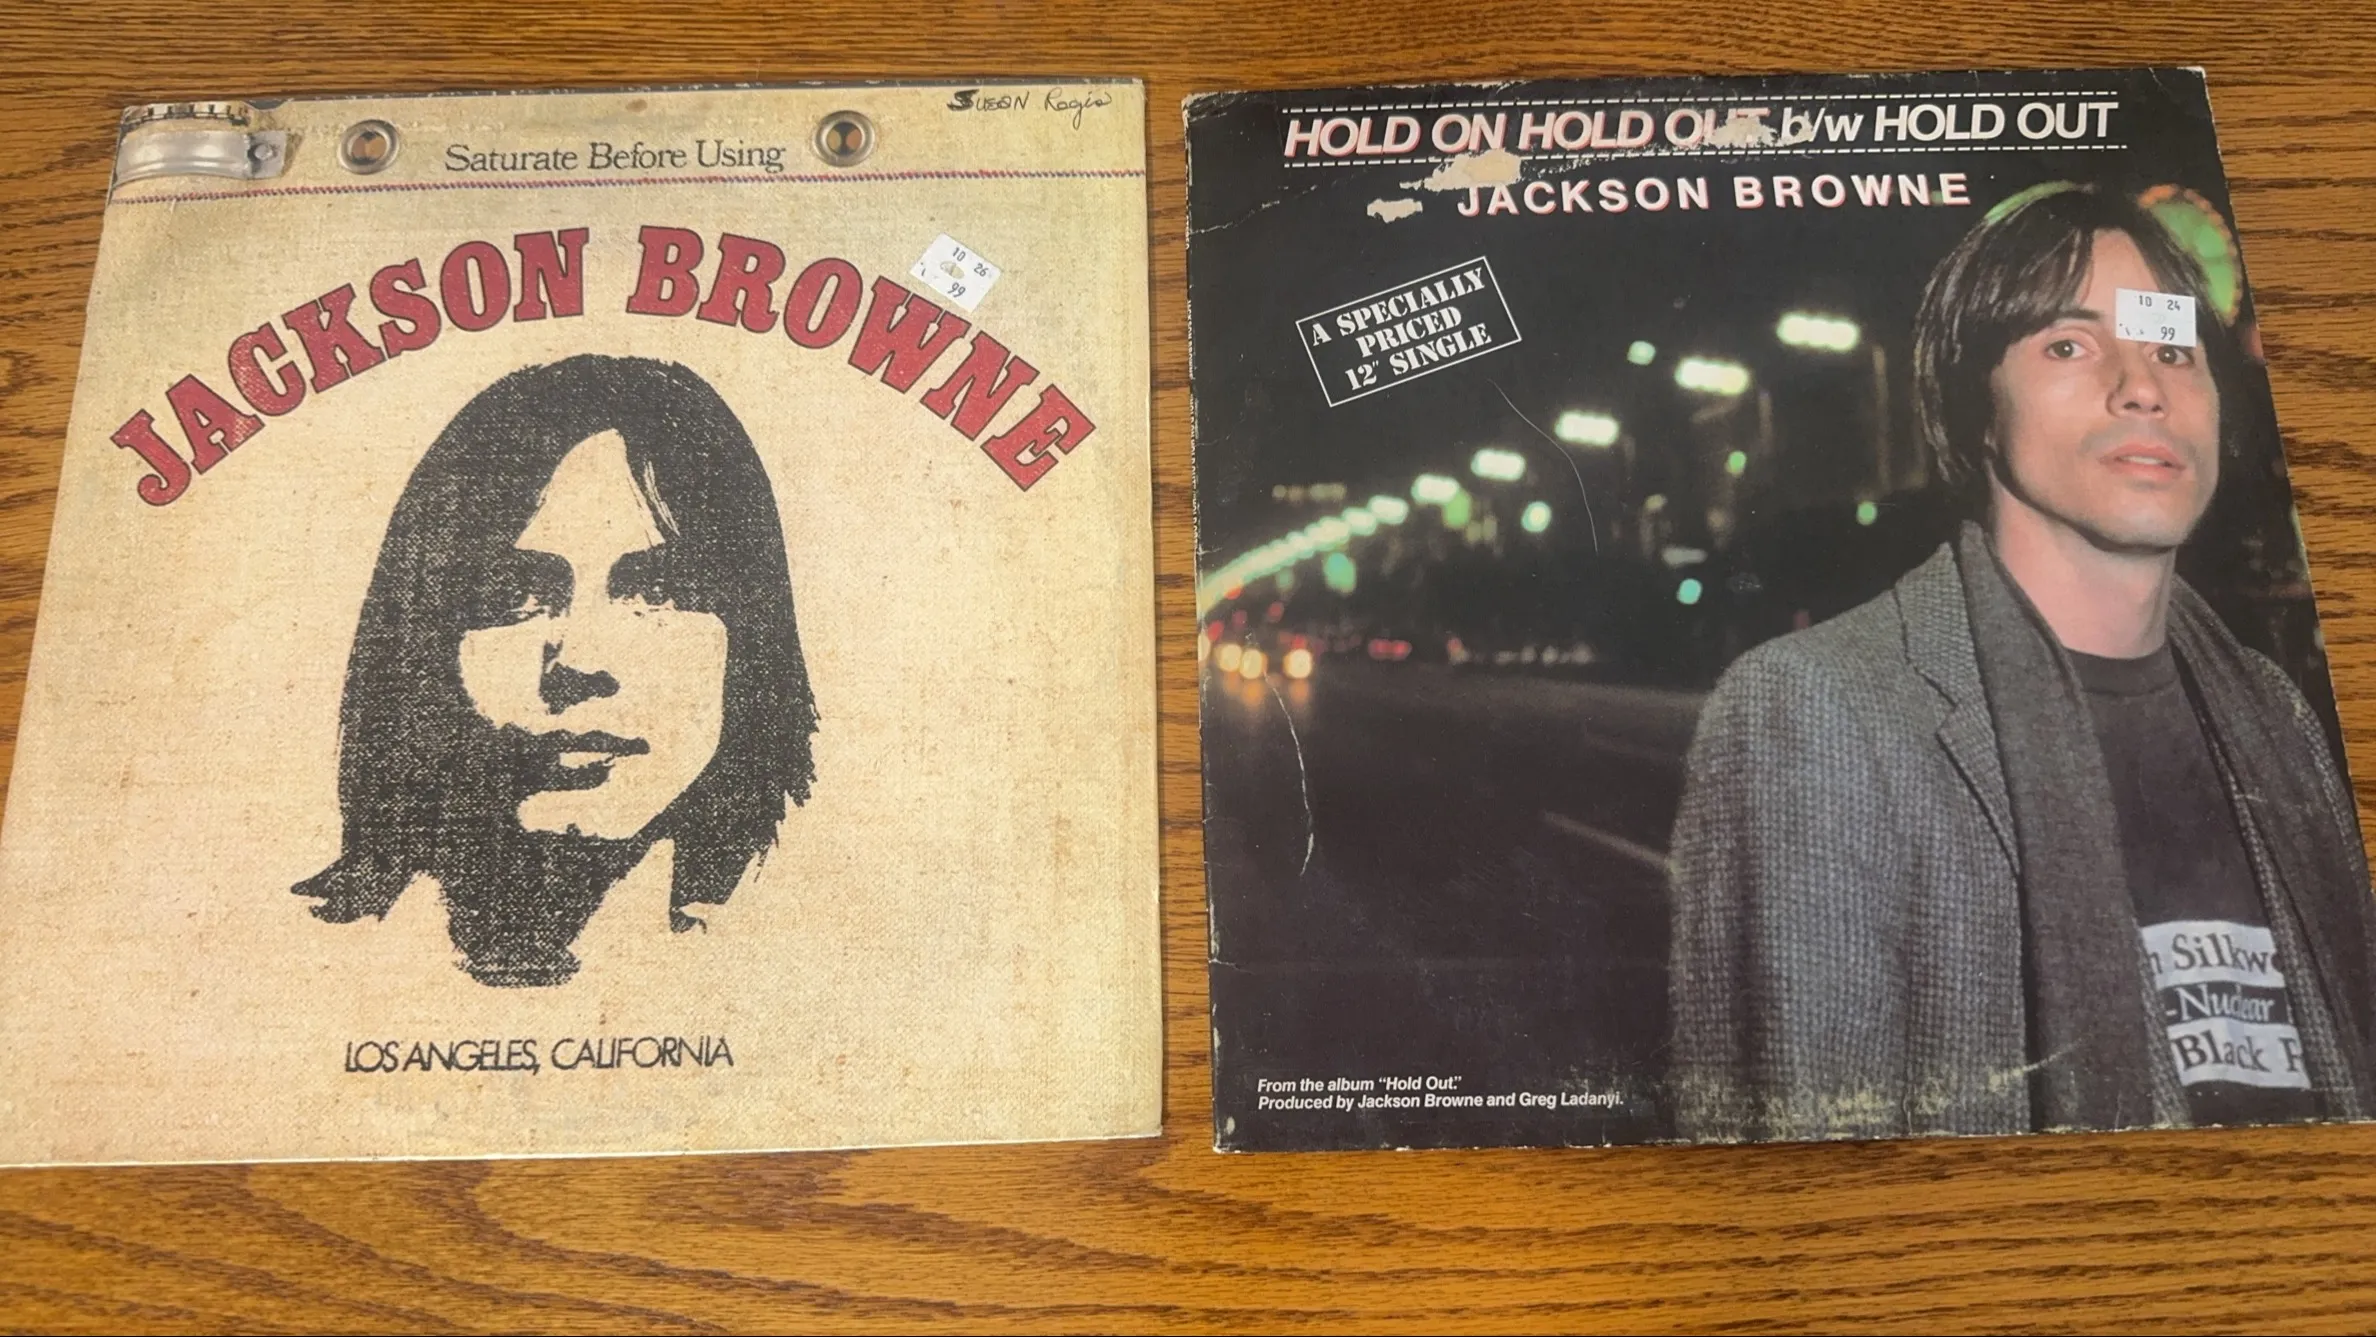 Saturate Before Using
JACKSON BROWNE
10 26
99
LOS ANGELES, CALIFORNIA
HOLD ON HOLD OUT b/w HOLD OUT
JACKSON BROWNE
A SPECIALLY
PRICED
12" SINGLE
10 24
99
Silkw
-Nuclear
Black F
From the album "Hold Out."
Produced by Jackson Browne and Greg Ladanyi.